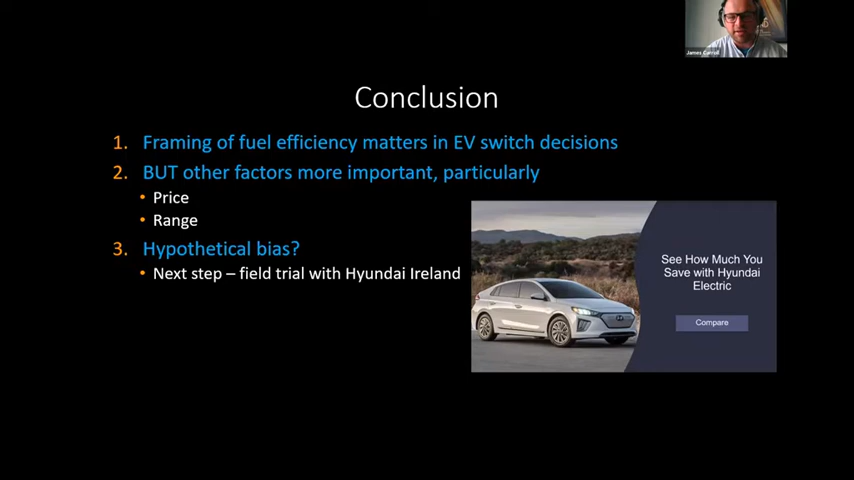 James Carroll
Conclusion
1. Framing of fuel efficiency matters in EV switch decisions
2. BUT other factors more important, particularly
• Price
• Range
3. Hypothetical bias?
• Next step – field trial with Hyundai Ireland
See How Much You
Save with Hyundai
Electric
Compare